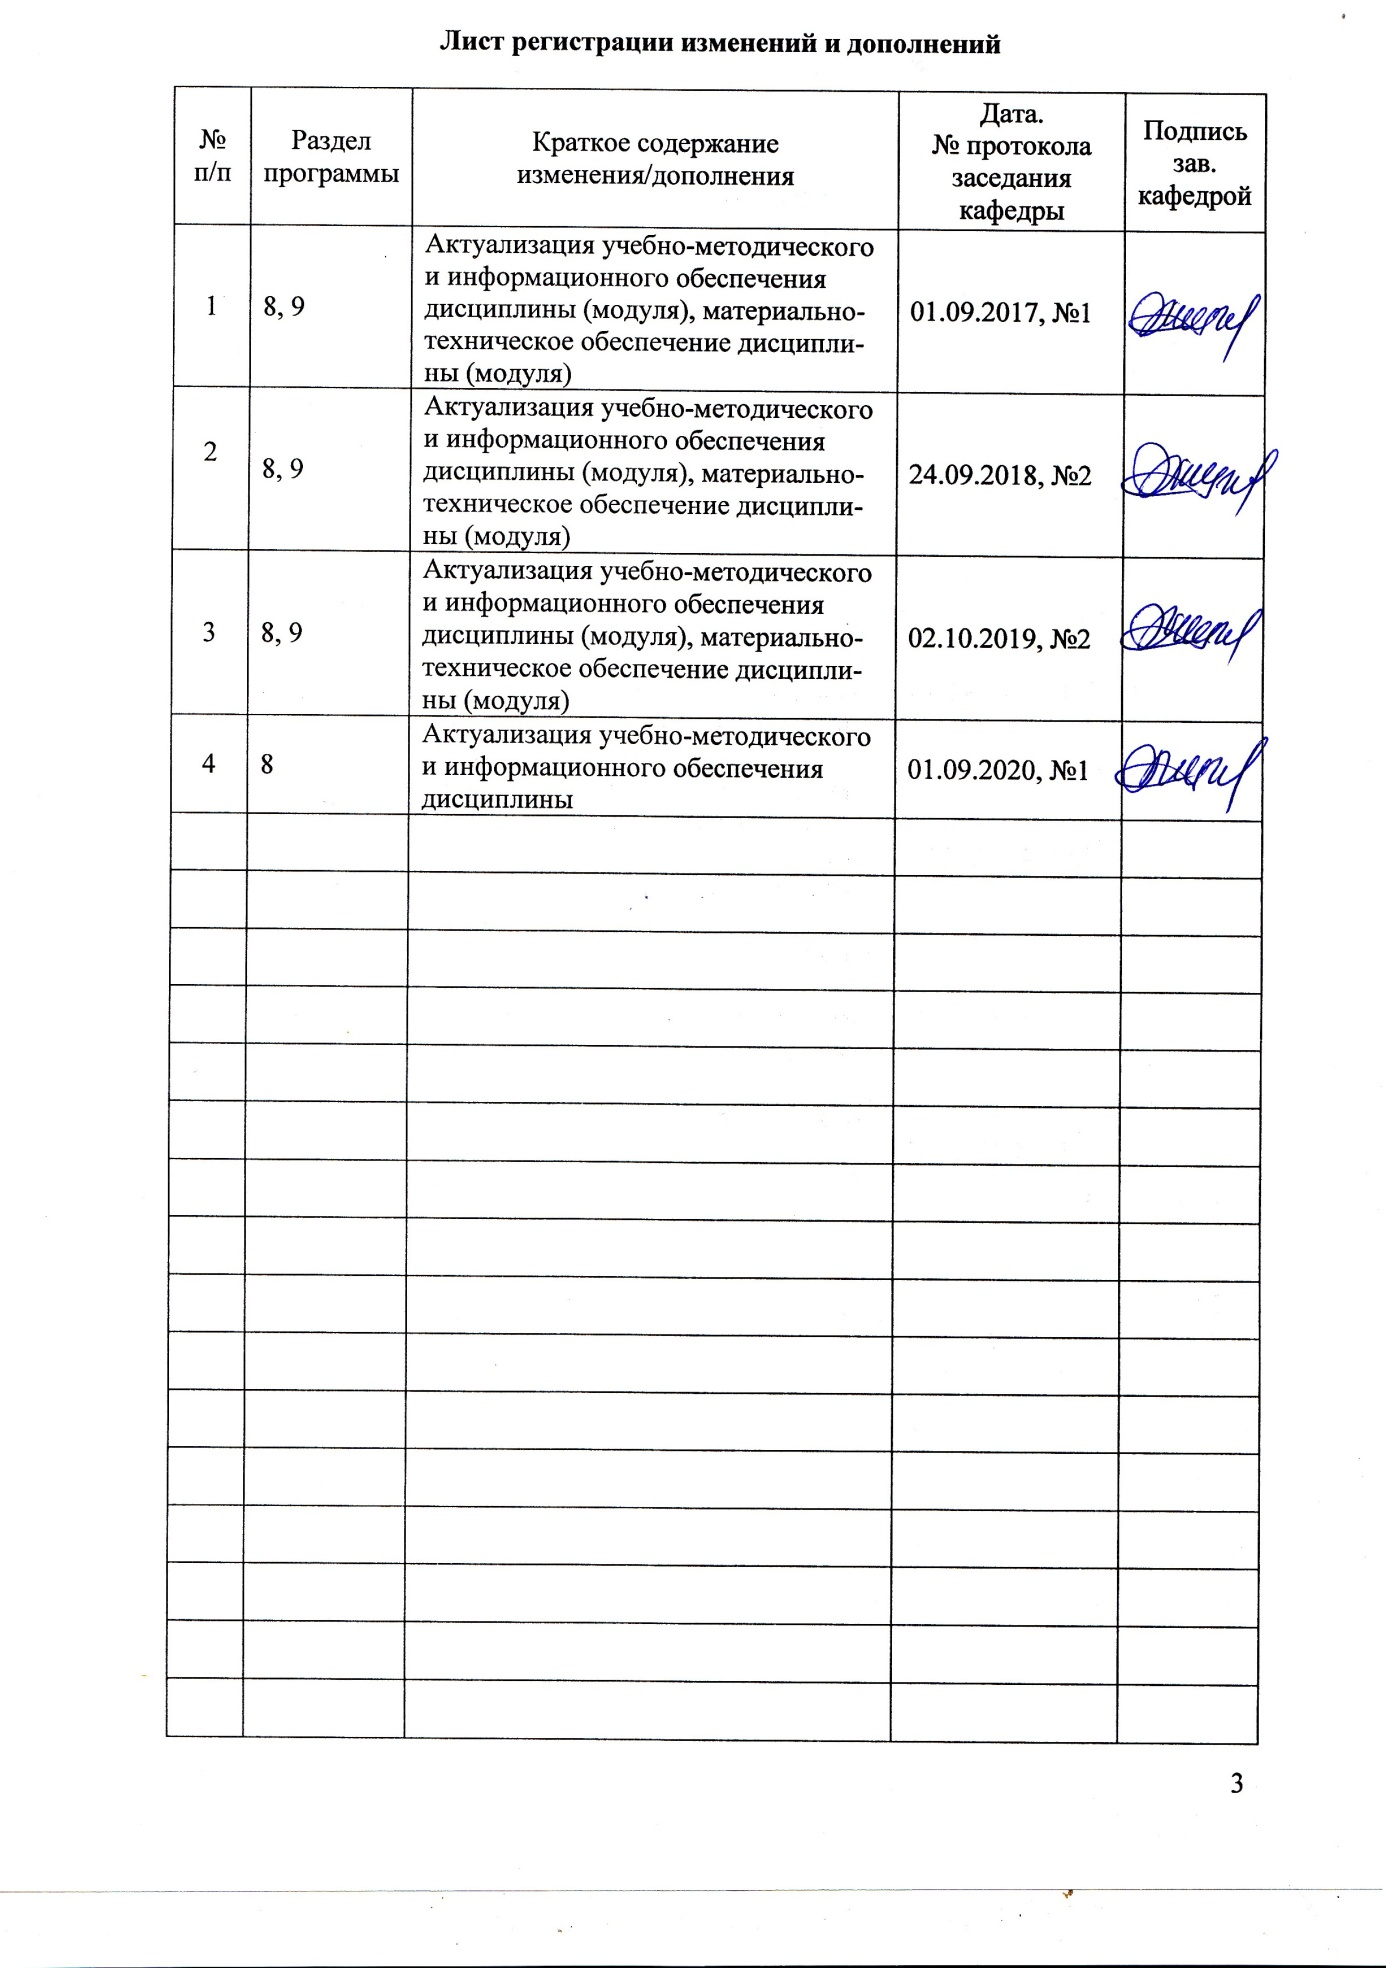 Лист регистрации изменений и дополнений
№
п/п
Раздел
программы
Краткое содержание
изменения/дополнения
Дата.
№ протокола
заседания
кафедры
Подпись
зав.
кафедрой
1
8, 9
Актуализация учебно-методического
и информационного обеспечения
дисциплины (модуля), материально-
техническое обеспечение дисципли-
ны (модуля)
01.09.2017, №1
2
8, 9
Актуализация учебно-методического
и информационного обеспечения
дисциплины (модуля), материально-
техническое обеспечение дисципли-
ны (модуля)
24.09.2018, №2
3
8, 9
Актуализация учебно-методического
и информационного обеспечения
дисциплины (модуля), материально-
техническое обеспечение дисципли-
ны (модуля)
02.10.2019, №2
4
8
Актуализация учебно-методического
и информационного обеспечения
дисциплины
01.09.2020, №1
3